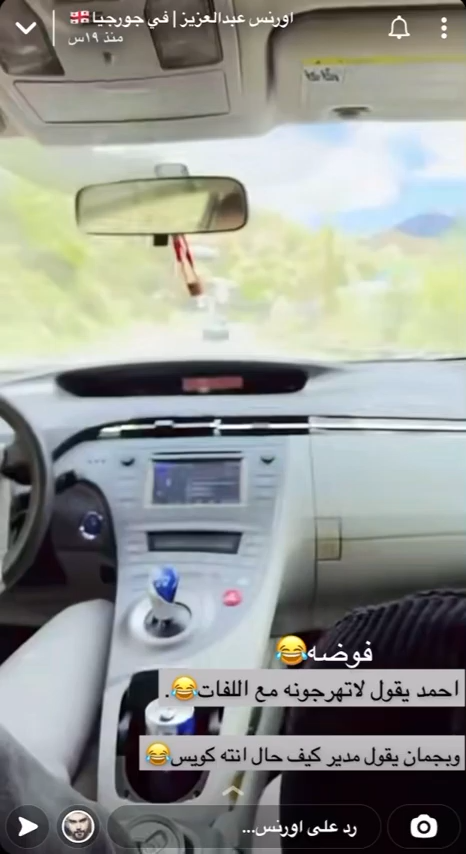 اورنس عبدالعزيز | في جورجيا🇬🇪
منذ ١٩س
فوضه😂
احمد يقول لاتهرجونه مع اللفات😂.
وبجمان يقول مدير كيف حال انته كويس😂
رد على اورنس...